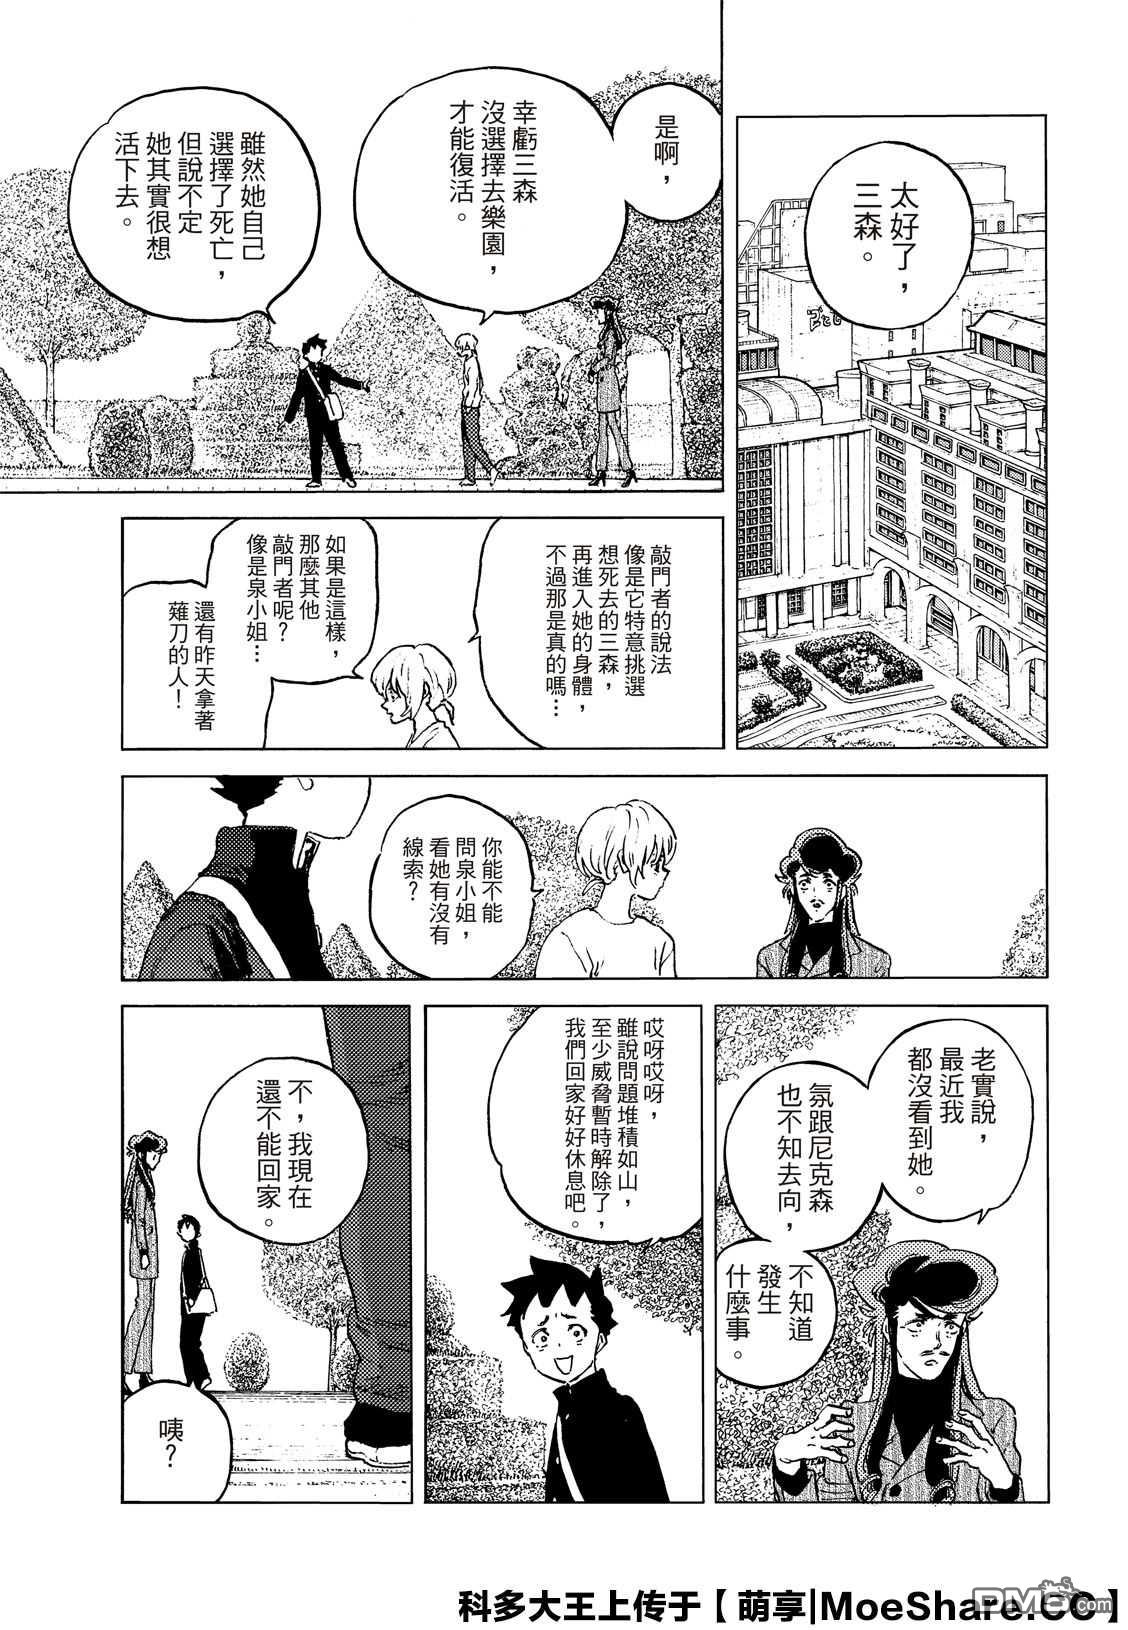 太好了，
三森。
是啊，
幸虧三森
沒選擇去樂園，
才能復活。
雖然她自己
選擇了死亡，
但說不定
她其實很想
活下去。
敲門者的說法
像是它特意挑選
想死去的三森，
再進入她的身體，
不過那是真的嗎…
如果是這樣，
那麼其他
敲門者呢？
像是泉小姐…
還有昨天拿著
薙刀的人！
你能不能
問泉小姐，
看她有沒有
線索？
老實說，
最近我
都沒看到她。
氛跟尼克森
也不知去向，
不知道
發生
什麼事。
哎呀哎呀，
雖說問題堆積如山，
至少威脅暫時解除了，
我們回家好好休息吧。
不，我現在
還不能回家。
咦？
科多大王上传于【萌享|MoeShare.CC】